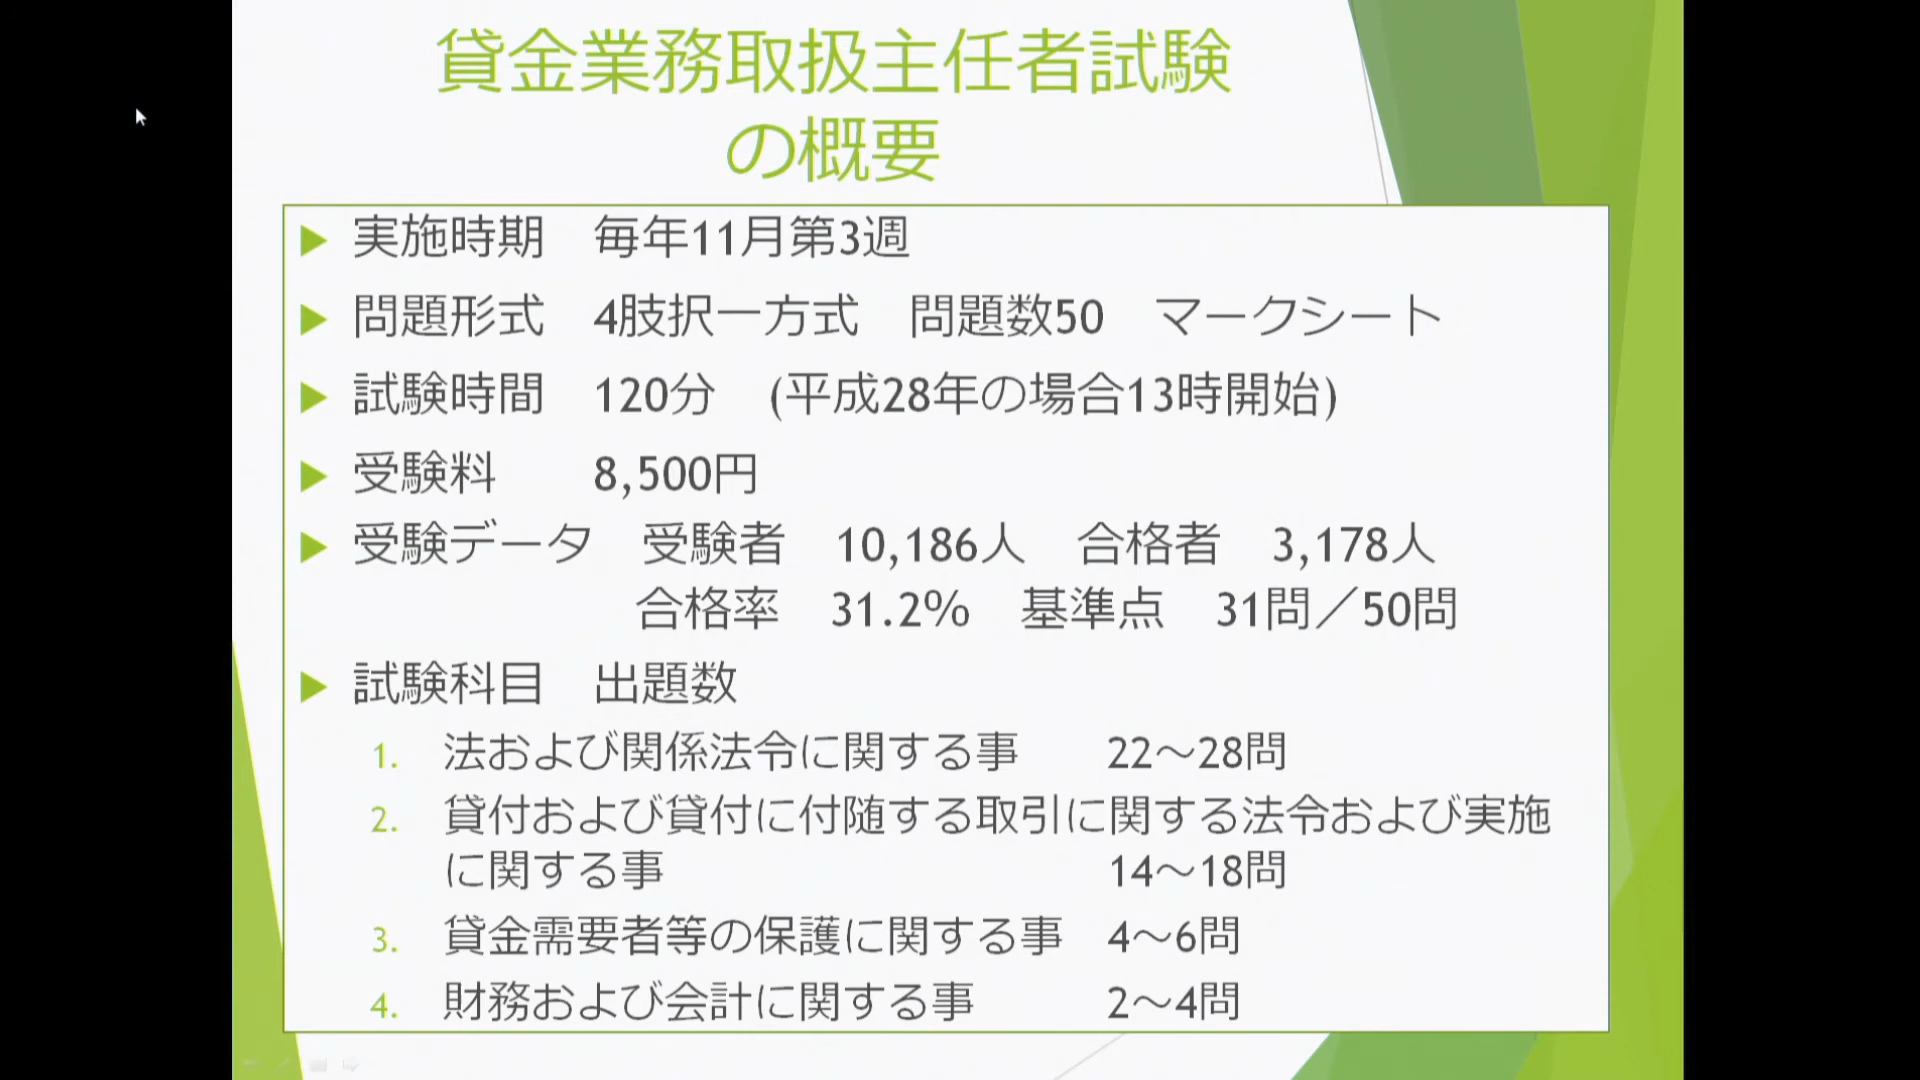 貸金業務取扱主任者試験
の概要
実施時期　毎年11月第3週
問題形式　4肢択一方式　問題数50　マークシート
試験時間　120分　(平成28年の場合13時開始)
受験料　　8,500円
受験データ　受験者　10,186人　合格者　3,178人
合格率　31.2%　基準点　31問／50問
試験科目　出題数
1. 法および関係法令に関する事　　22～28問
2. 貸付および貸付に付随する取引に関する法令および実施
に関する事　　14～18問
3. 貸金需要者等の保護に関する事　4～6問
4. 財務および会計に関する事　　2～4問